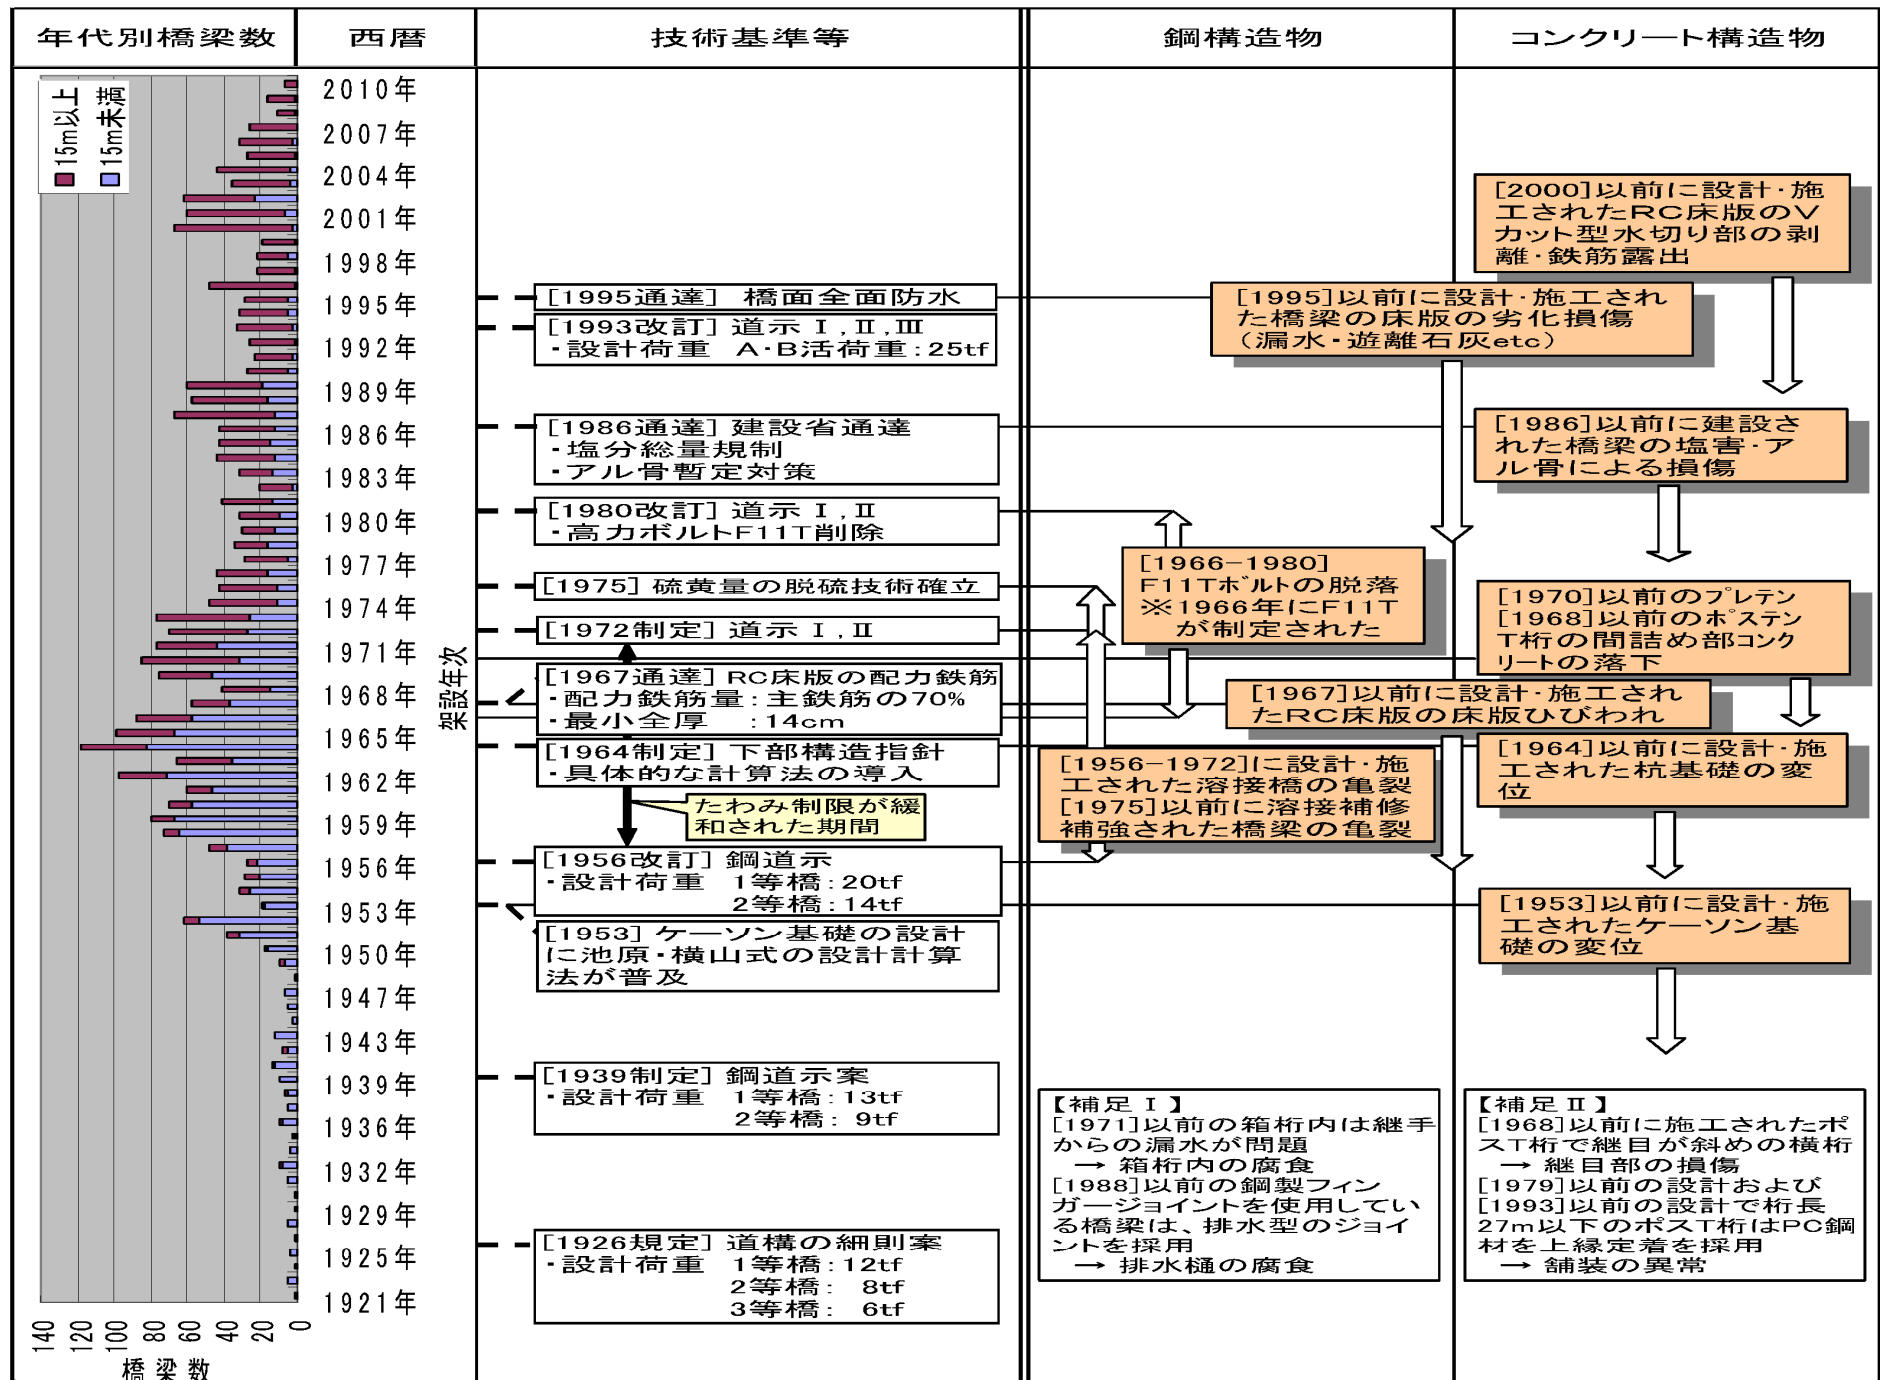 年代別橋梁数
西暦
技術基準等
鋼構造物
コンクリート構造物
15m以上
15m未満
2010年
2007年
2004年
2001年
1998年
1995年
1992年
1989年
1986年
1983年
1980年
1977年
1974年
1971年
1968年
1965年
1962年
1959年
1956年
1953年
1950年
1947年
1943年
1939年
1936年
1932年
1929年
1925年
1921年
140
120
100
80
60
40
20
0
橋梁数
架設年次
[1995通達] 橋面全面防水
[1993改訂] 道示Ⅰ,Ⅱ,Ⅲ
・設計荷重 A・B活荷重:25tf
[1986通達] 建設省通達
・塩分総量規制
・アル骨暫定対策
[1980改訂] 道示Ⅰ,Ⅱ
・高力ボルトF11T削除
[1975] 硫黄量の脱硫技術確立
[1972制定] 道示Ⅰ,Ⅱ
[1967通達] RC床版の配力鉄筋
・配力鉄筋量:主鉄筋の70%
・最小全厚 :14cm
[1964制定] 下部構造指針
・具体的な計算法の導入
たわみ制限が緩
和された期間
[1956改訂] 鋼道示
・設計荷重 1等橋:20tf
2等橋:14tf
[1953] ケーソン基礎の設計
に池原・横山式の設計計算
法が普及
[1939制定] 鋼道示案
・設計荷重 1等橋:13tf
2等橋: 9tf
[1926規定] 道構の細則案
・設計荷重 1等橋:12tf
2等橋: 8tf
3等橋: 6tf
[1995]以前に設計・施工され
た橋梁の床版の劣化損傷
(漏水・遊離石灰etc)
[1966-1980]
F11Tボルトの脱落
※1966年にF11T
が制定された
[1967]以前に設計・施工され
たRC床版の床版ひびわれ
[1956-1972]に設計・施
工された溶接橋の亀裂
[1975]以前に溶接補修
補強された橋梁の亀裂
【補足Ⅰ】
[1971]以前の箱桁内は継手
からの漏水が問題
→ 箱桁内の腐食
[1988]以前の鋼製フィン
ガージョイントを使用してい
る橋梁は、排水型のジョイ
ントを採用
→ 排水樋の腐食
[2000]以前に設計・施
工されたRC床版のV
カット型水切り部の剥
離・鉄筋露出
[1986]以前に建設さ
れた橋梁の塩害・ア
ル骨による損傷
[1970]以前のプレテン
[1968]以前のポステン
T桁の間詰め部コンク
リートの落下
[1964]以前に設計・施
工された杭基礎の変
位
[1953]以前に設計・施
工されたケーソン基
礎の変位
【補足Ⅱ】
[1968]以前に施工されたポ
ステT桁で継目が斜めの横桁
→ 継目部の損傷
[1979]以前の設計および
[1993]以前の設計で桁長
27m以下のポステT桁はPC鋼
材を上縁定着を採用
→ 舗装の異常